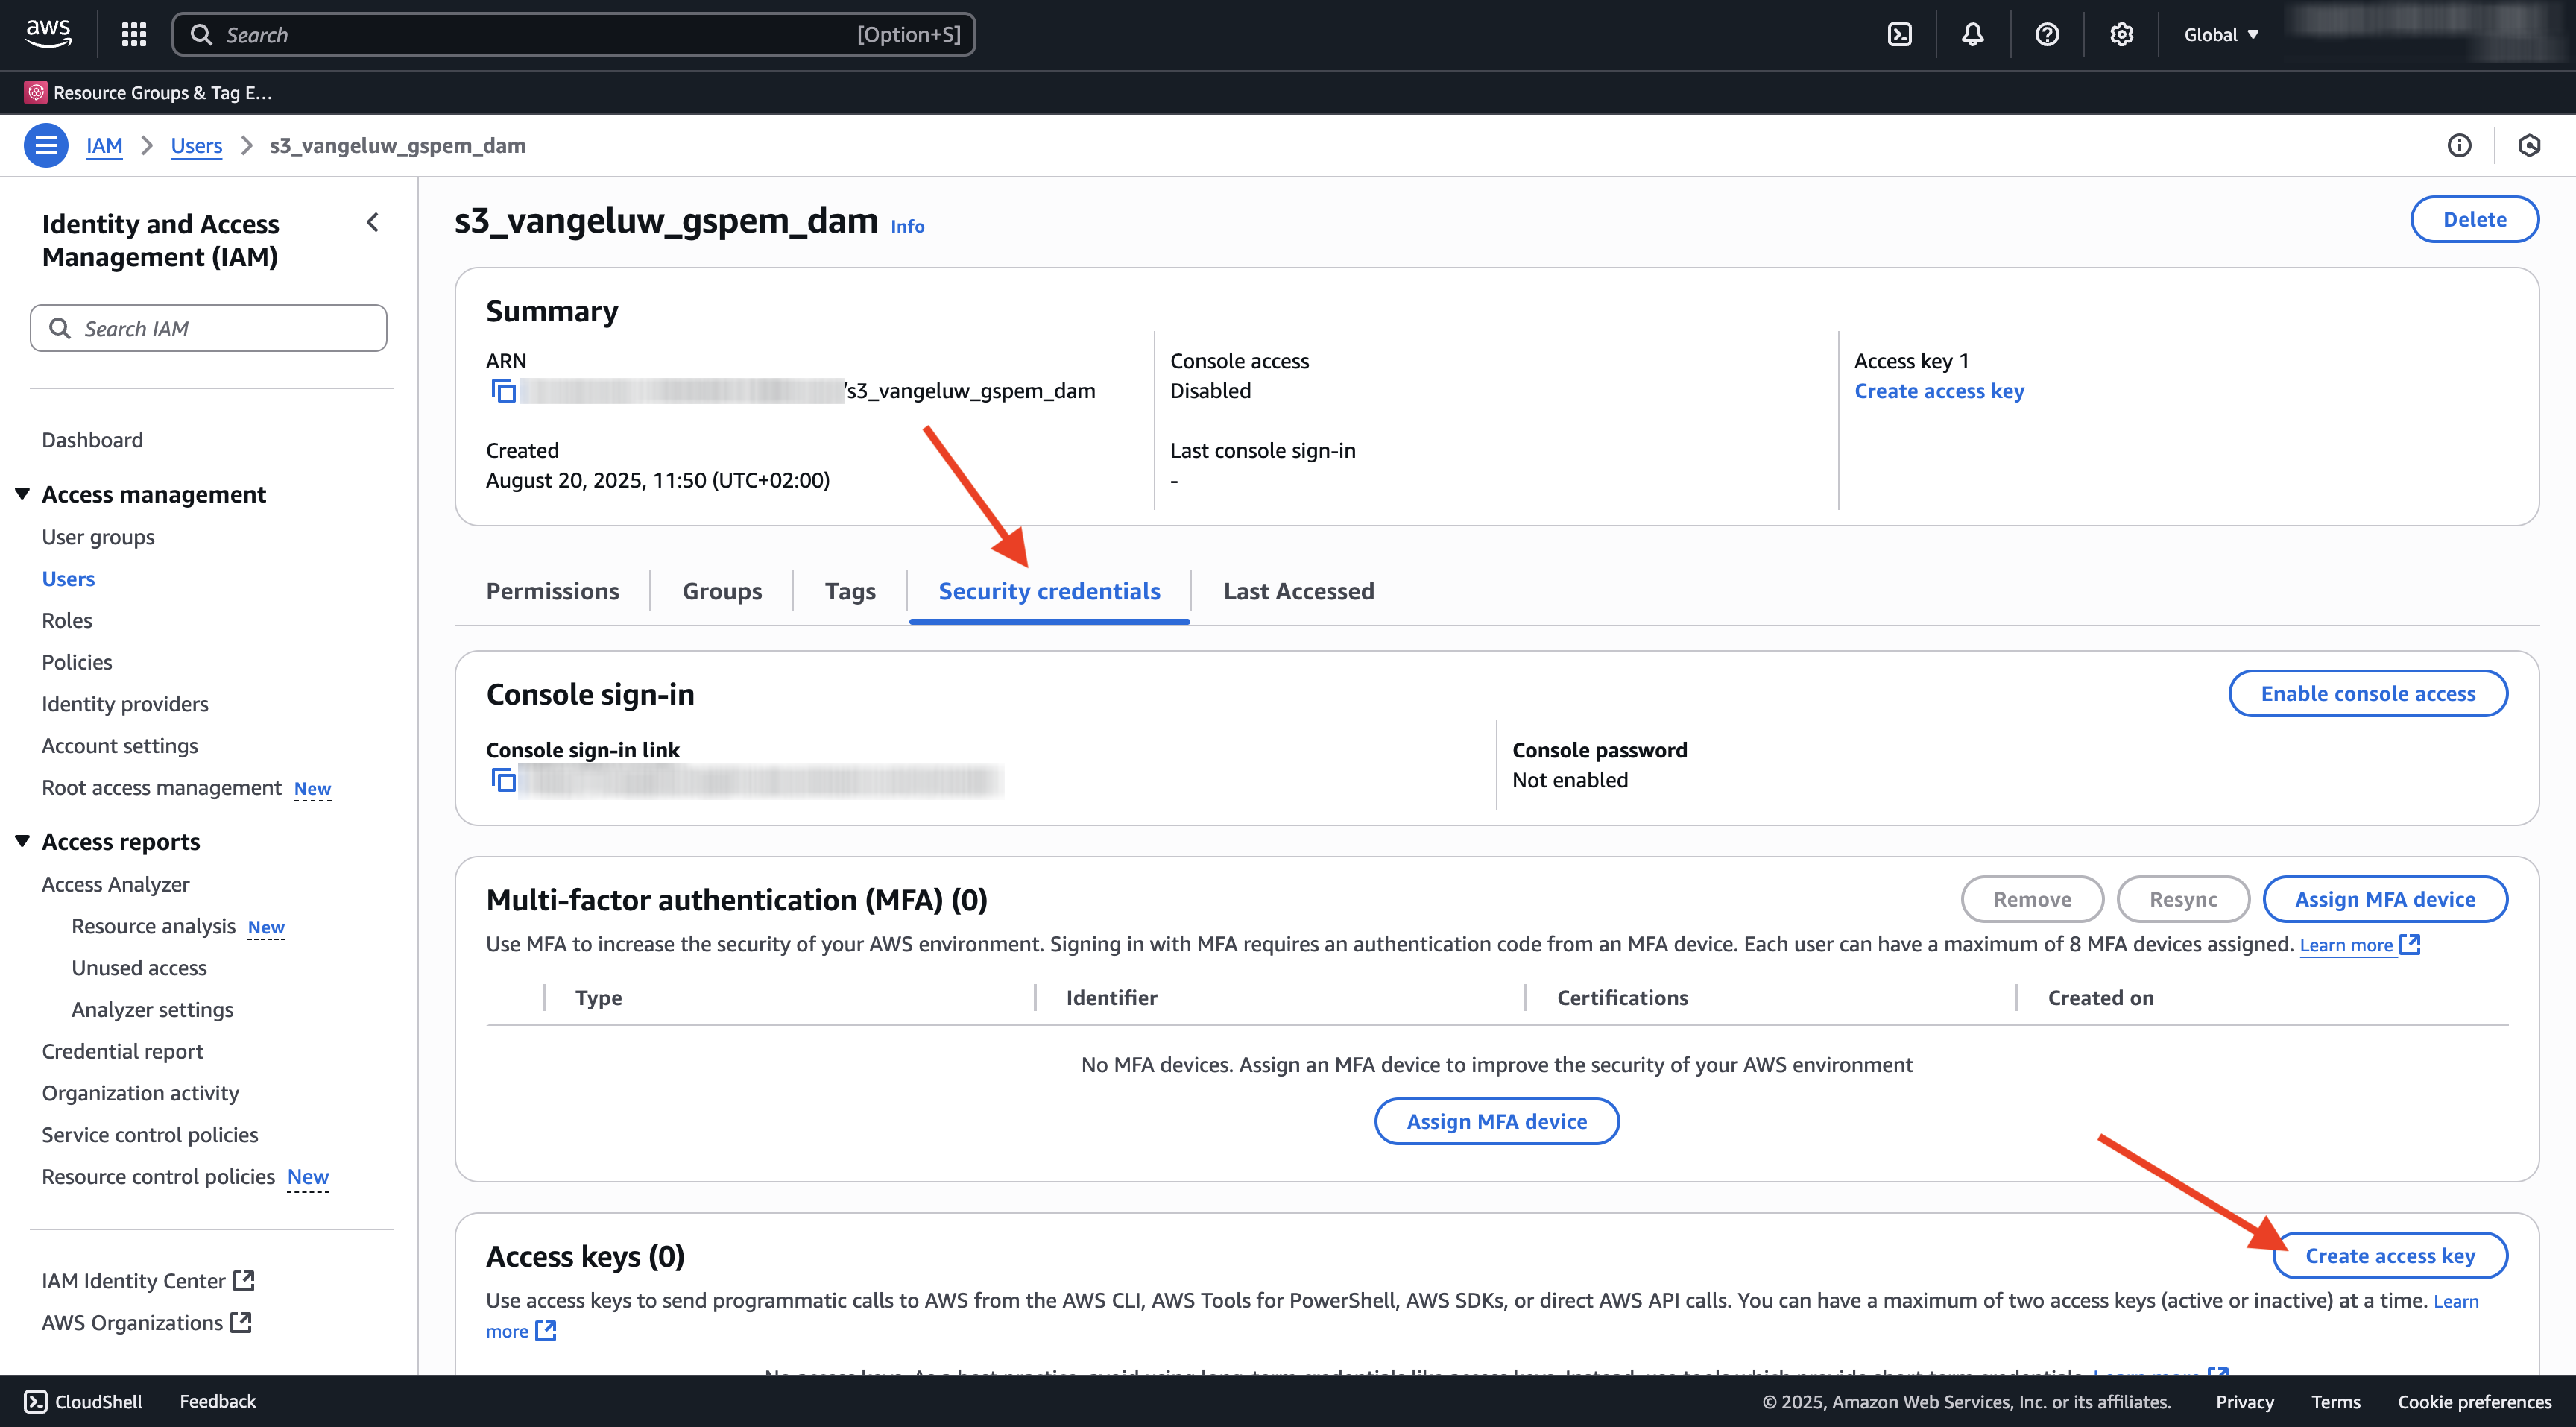 aws
Search
[Option+S]
Global
Resource Groups & Tag E...
IAM
Users
s3_vangeluw_gspem_dam
Identity and Access
Management (IAM)
Search IAM
Dashboard
Access management
User groups
Users
Roles
Policies
Identity providers
Account settings
Root access management New
Access reports
Access Analyzer
Resource analysis New
Unused access
Analyzer settings
Credential report
Organization activity
Service control policies
Resource control policies New
IAM Identity Center
AWS Organizations
s3_vangeluw_gspem_dam Info
Delete
Summary
ARN
/s3_vangeluw_gspem_dam
Created
August 20, 2025, 11:50 (UTC+02:00)
Console access
Disabled
Last console sign-in
-
Access key 1
Create access key
Permissions
Groups
Tags
Security credentials
Last Accessed
Console sign-in
Enable console access
Console sign-in link
Console password
Not enabled
Multi-factor authentication (MFA) (0)
Remove
Resync
Assign MFA device
Use MFA to increase the security of your AWS environment. Signing in with MFA requires an authentication code from an MFA device. Each user can have a maximum of 8 MFA devices assigned. Learn more
Type
Identifier
Certifications
Created on
No MFA devices. Assign an MFA device to improve the security of your AWS environment
Assign MFA device
Access keys (0)
Create access key
Use access keys to send programmatic calls to AWS from the AWS CLI, AWS Tools for PowerShell, AWS SDKs, or direct AWS API calls. You can have a maximum of two access keys (active or inactive) at a time. Learn
more
CloudShell
Feedback
© 2025, Amazon Web Services, Inc. or its affiliates.
Privacy
Terms
Cookie preferences